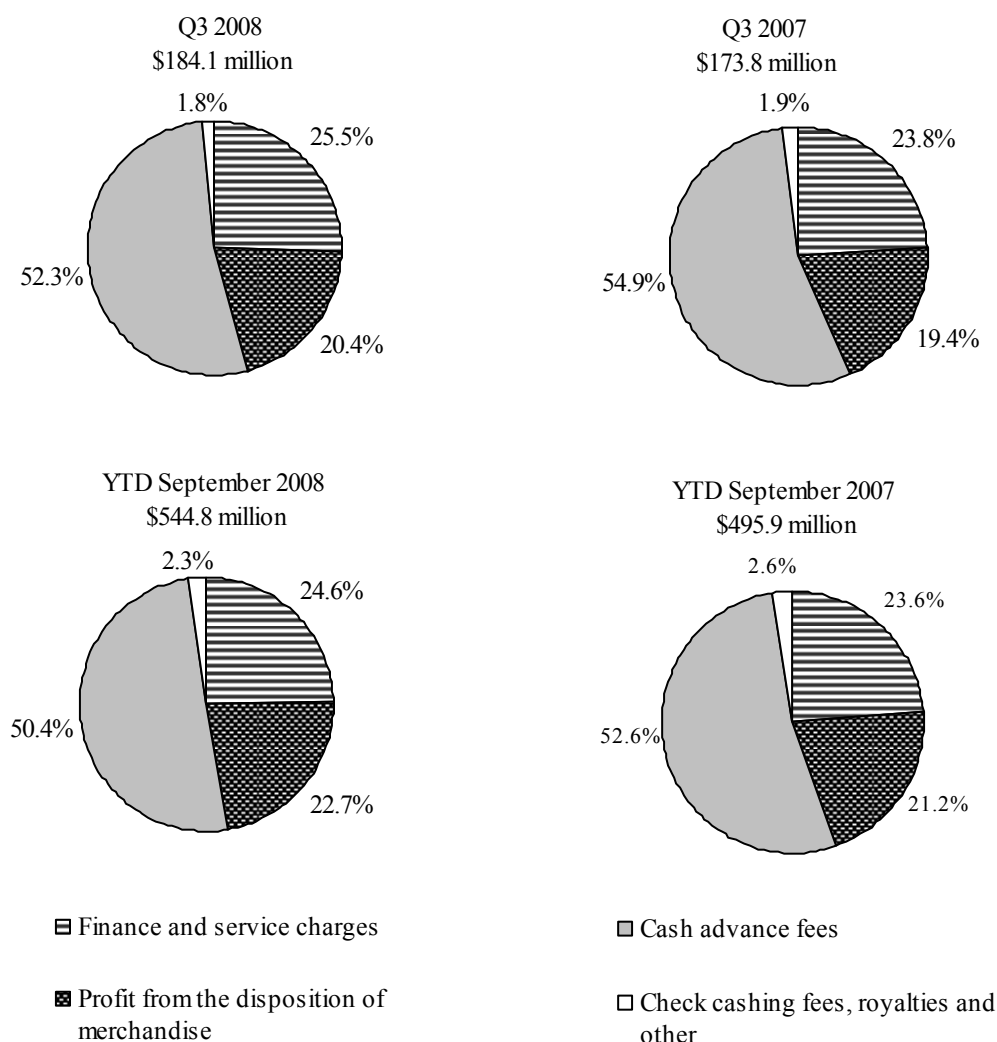 Q3 2008
$184.1 million
1.8%
25.5%
52.3%
20.4%
Q3 2007
$173.8 million
1.9%
23.8%
54.9%
19.4%
YTD September 2008
$544.8 million
2.3%
24.6%
50.4%
22.7%
YTD September 2007
$495.9 million
2.6%
23.6%
52.6%
21.2%
Finance and service charges
Cash advance fees
Profit from the disposition of
merchandise
Check cashing fees, royalties and
other